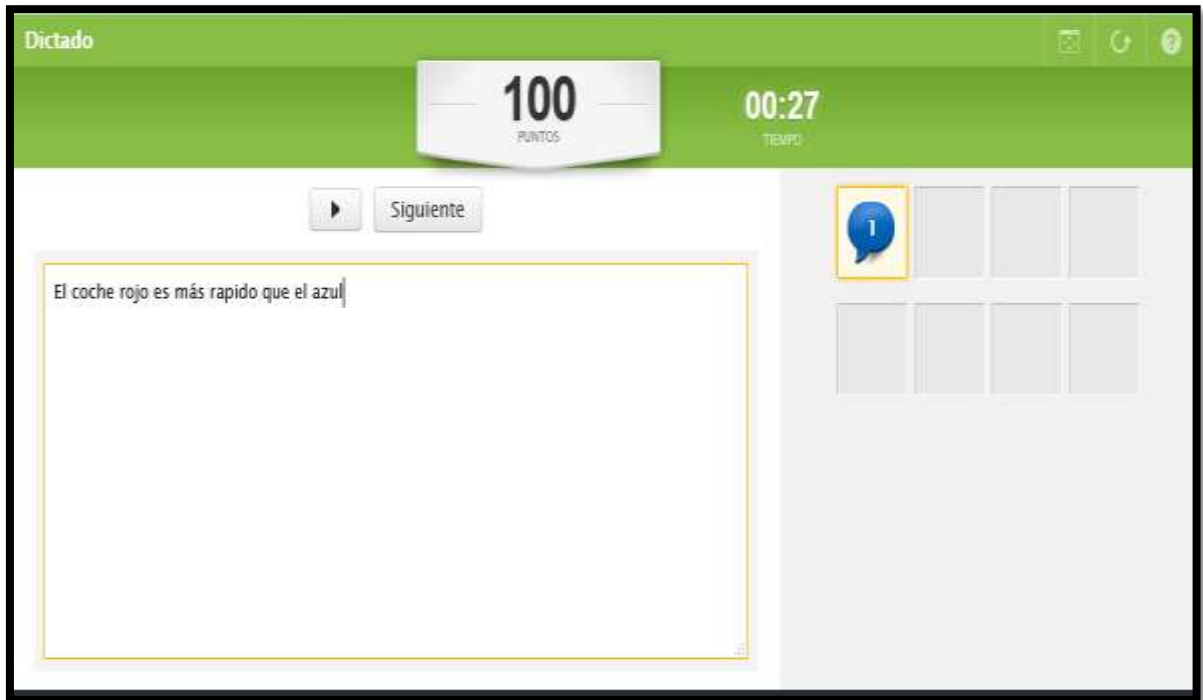 Dictado
100
PUNTOS
00:27
TIEMPO
Siguiente
1
El coche rojo es más rapido que el azul